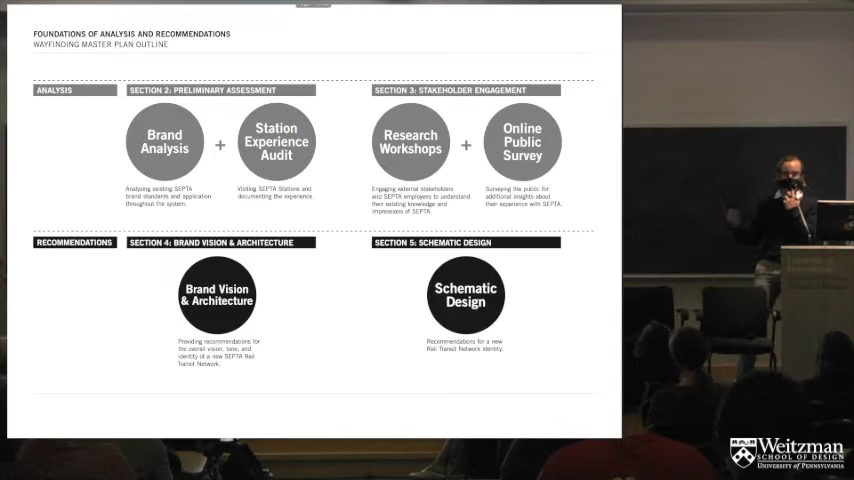 FOUNDATIONS OF ANALYSIS AND RECOMMENDATIONS
WAYFINDING MASTER PLAN OUTLINE
ANALYSIS
SECTION 2: PRELIMINARY ASSESSMENT
SECTION 3: STAKEHOLDER ENGAGEMENT
Brand
Analysis
+
Station
Experience
Audit
Research
Workshops
+
Online
Public
Survey
Analyzing existing SEPTA
brand standards and application
throughout the system.
Visiting SEPTA Stations and
documenting the experience.
Engaging external stakeholders
and SEPTA employees to understand
their existing knowledge and
impressions of SEPTA.
Surveying the public for
additional insights about
their experience with SEPTA.
RECOMMENDATIONS
SECTION 4: BRAND VISION & ARCHITECTURE
SECTION 5: SCHEMATIC DESIGN
Brand Vision
& Architecture
Schematic
Design
Providing recommendations for
the overall vision, tone, and
identity of a new SEPTA Rail
Transit Network.
Recommendations for a new
Rail Transit Network identity.
Weitzman
SCHOOL OF DESIGN
UNIVERSITY of PENNSYLVANIA